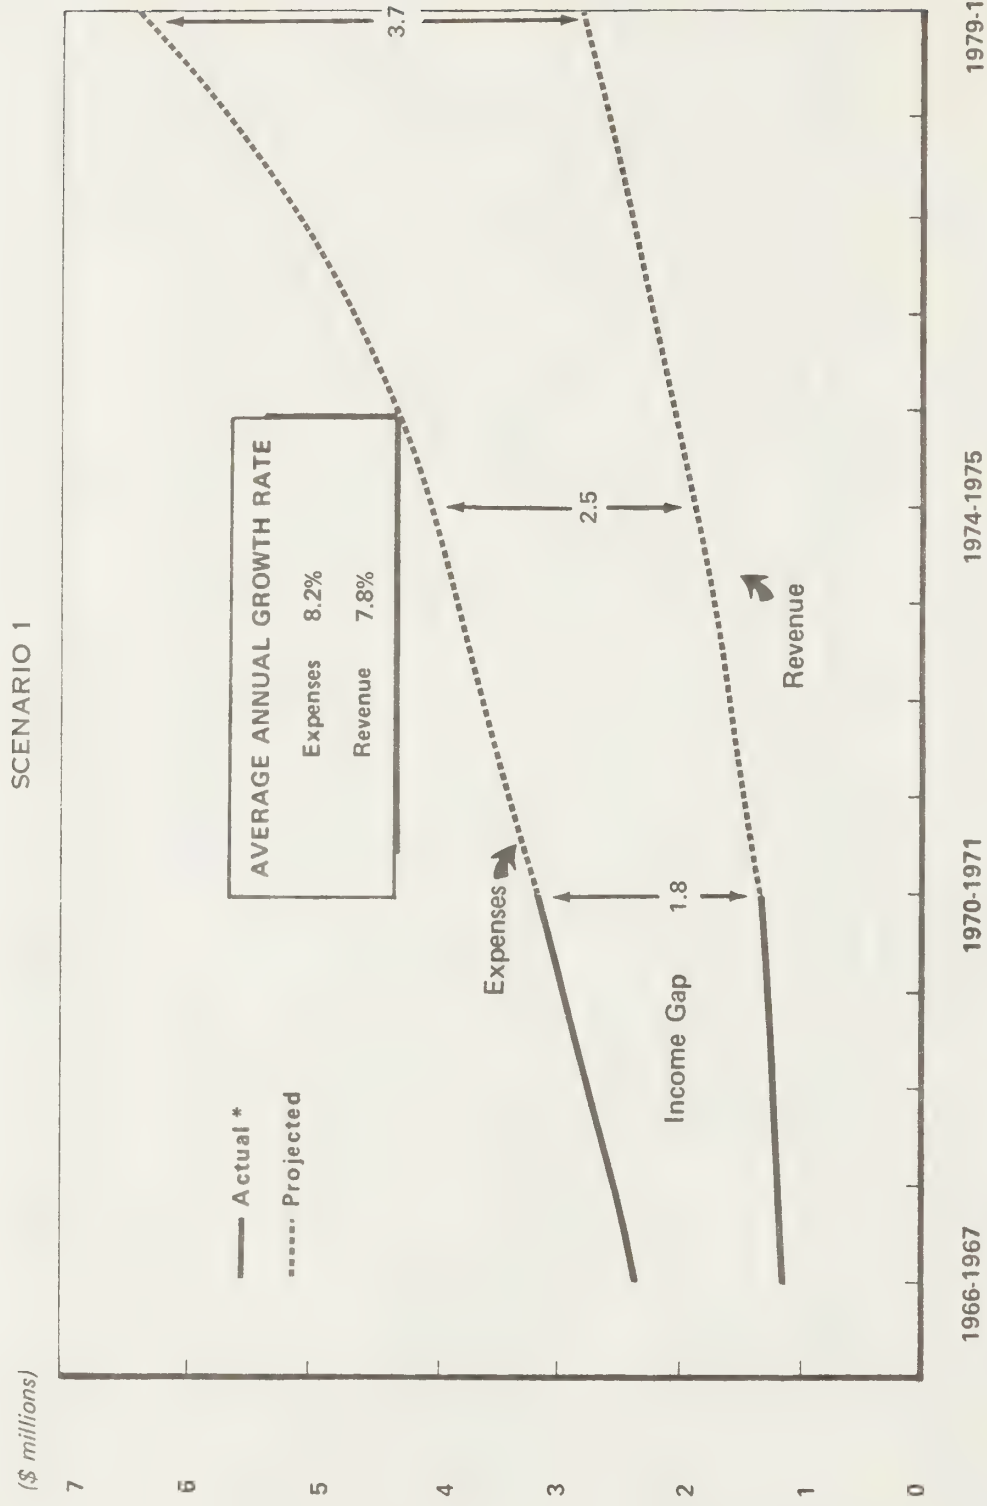 SCENARIO 1
($ millions)
7
6
5
4
3
2
1
0
Actual *
Projected
AVERAGE ANNUAL GROWTH RATE
Expenses 8.2%
Revenue 7.8%
Expenses
Income Gap
Revenue
1.8
2.5
3.7
1966-1967
1970-1971
1974-1975
1979-1